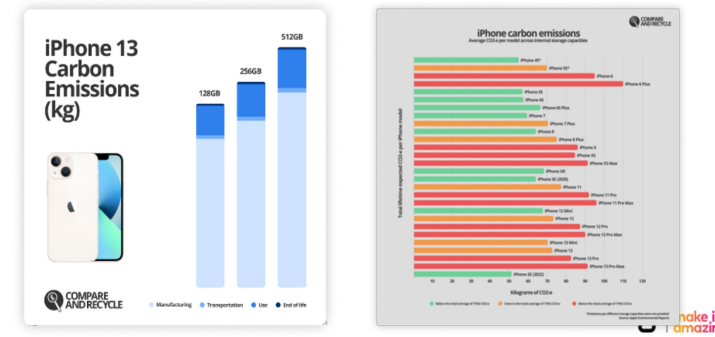 iPhone 13
Carbon
Emissions
(kg)
128GB
256GB
512GB
COMPARE
AND RECYCLE
Manufacturing
Transportation
Use
End of life
COMPARE
AND RECYCLE
iPhone carbon emissions
Average CO2-e per model across internal storage capacities
Total lifetime expected CO2-e per iPhone model
iPhone 6
iPhone 6 Plus
iPhone SE
iPhone 6S
iPhone 6S Plus
iPhone 7
iPhone 7 Plus
iPhone 8
iPhone 8 Plus
iPhone X
iPhone XS
iPhone XS Max
iPhone XR
iPhone SE (2020)
iPhone 11
iPhone 11 Pro
iPhone 11 Pro Max
iPhone 12 Mini
iPhone 12
iPhone 12 Pro
iPhone 12 Pro Max
iPhone 13 Mini
iPhone 13
iPhone 13 Pro
iPhone 13 Pro Max
iPhone SE (2022)
10 20 30 40 50 60 70 80 90 100 110 120
Kilograms of CO2-e